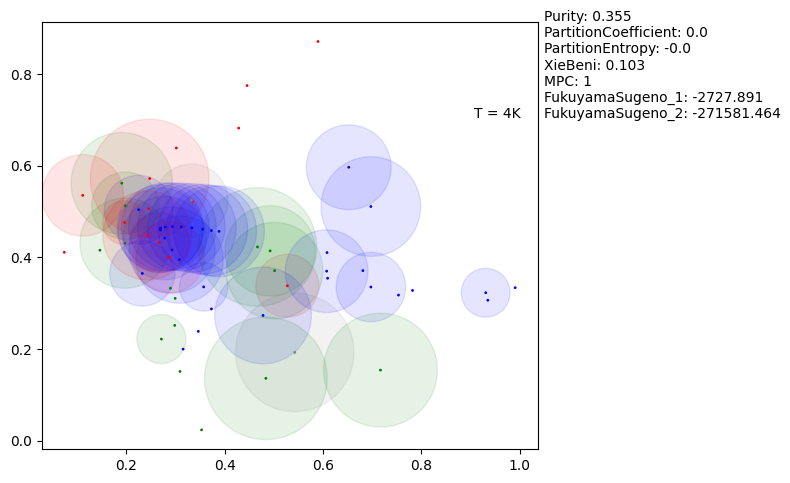 Purity: 0.355
PartitionCoefficient: 0.0
PartitionEntropy: -0.0
XieBeni: 0.103
MPC: 1
FukuyamaSugeno_1: -2727.891
FukuyamaSugeno_2: -271581.464
T = 4K
0.8
0.6
0.4
0.2
0.0
0.2 0.4 0.6 0.8 1.0